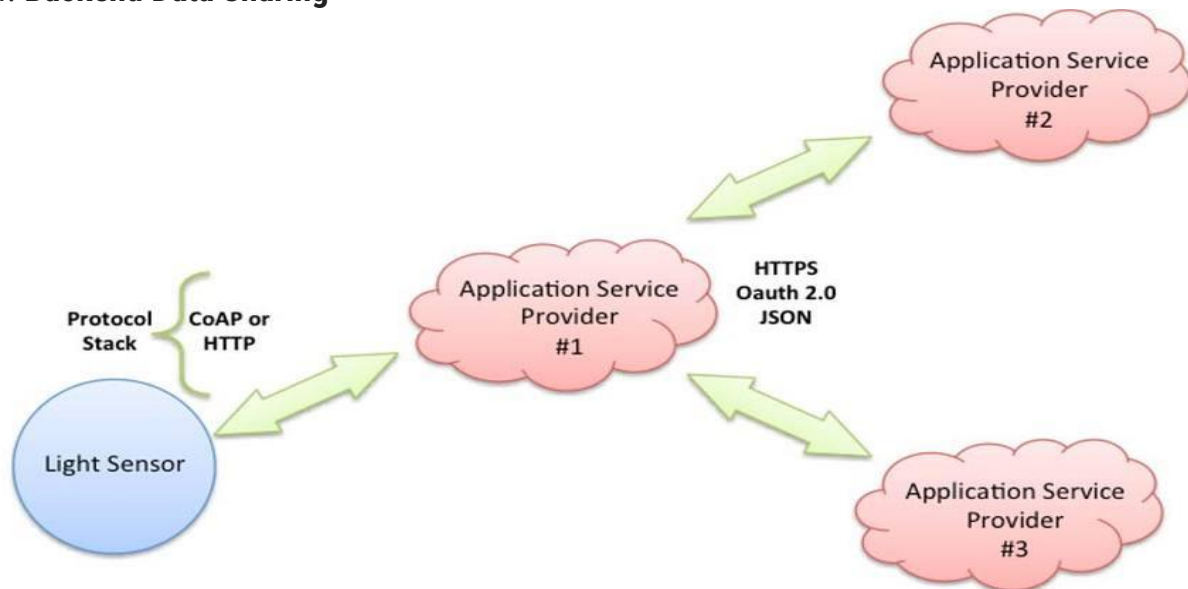 Backend Data Sharing
Application Service
Provider
#2
Application Service
Provider
#1
HTTPS
Oauth 2.0
JSON
Protocol
Stack
CoAP or
HTTP
Light Sensor
Application Service
Provider
#3